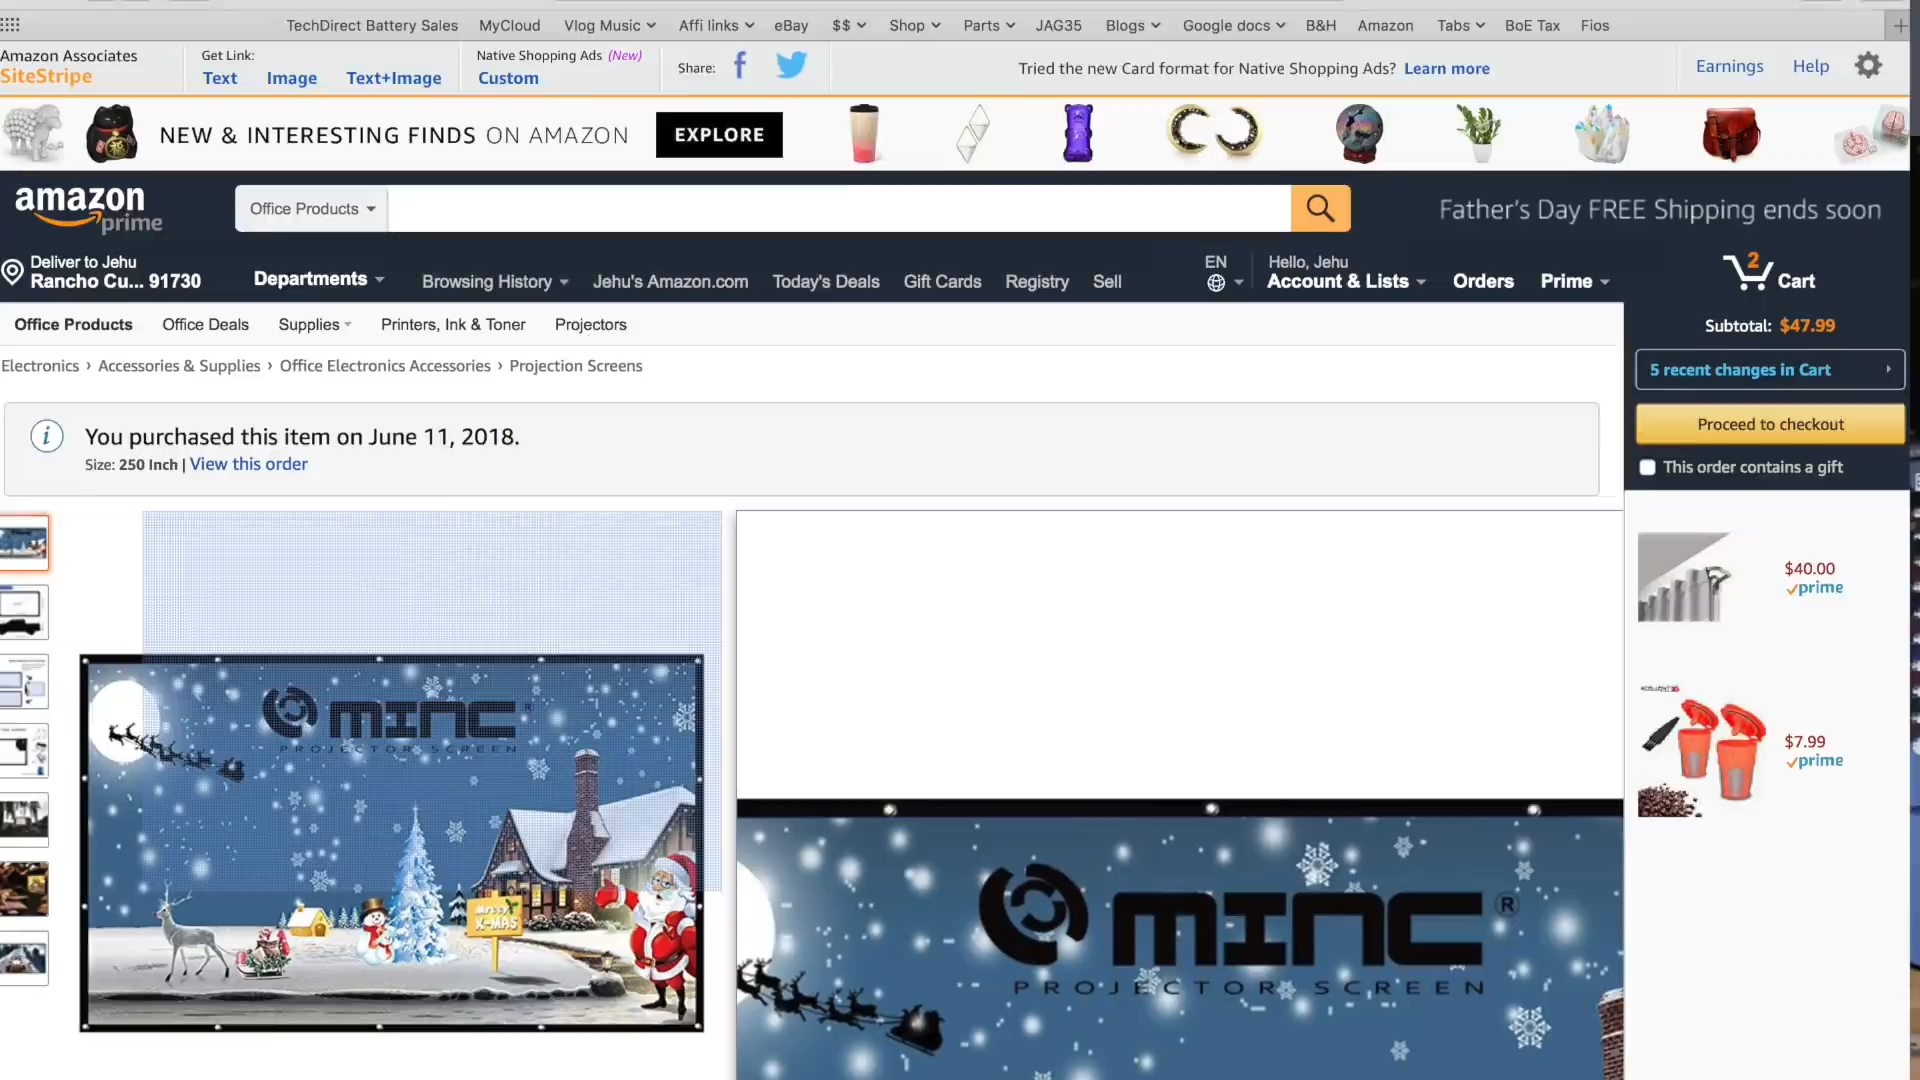 TechDirect Battery Sales MyCloud Vlog Music Affi links eBay $$ Shop Parts JAG35 Blogs Google docs B&H Amazon Tabs BoE Tax Fios
Amazon Associates
SiteStripe
Get Link:
Text Image Text+Image
Native Shopping Ads (New)
Custom
Share:
Tried the new Card format for Native Shopping Ads? Learn more
Earnings Help
NEW & INTERESTING FINDS ON AMAZON EXPLORE
amazon prime
Office Products
Father's Day FREE Shipping ends soon
Deliver to Jehu
Rancho Cu... 91730
Departments Browsing History Jehu's Amazon.com Today's Deals Gift Cards Registry Sell
EN
Hello, Jehu
Account & Lists Orders Prime
2 Cart
Office Products Office Deals Supplies Printers, Ink & Toner Projectors
Subtotal: $47.99
Electronics › Accessories & Supplies › Office Electronics Accessories › Projection Screens
5 recent changes in Cart
Proceed to checkout
This order contains a gift
You purchased this item on June 11, 2018.
Size: 250 Inch | View this order
$40.00
prime
$7.99
prime
MINC
PROJECTOR SCREEN
Merry
X-MAS
MINC®
PROJECTOR SCREEN